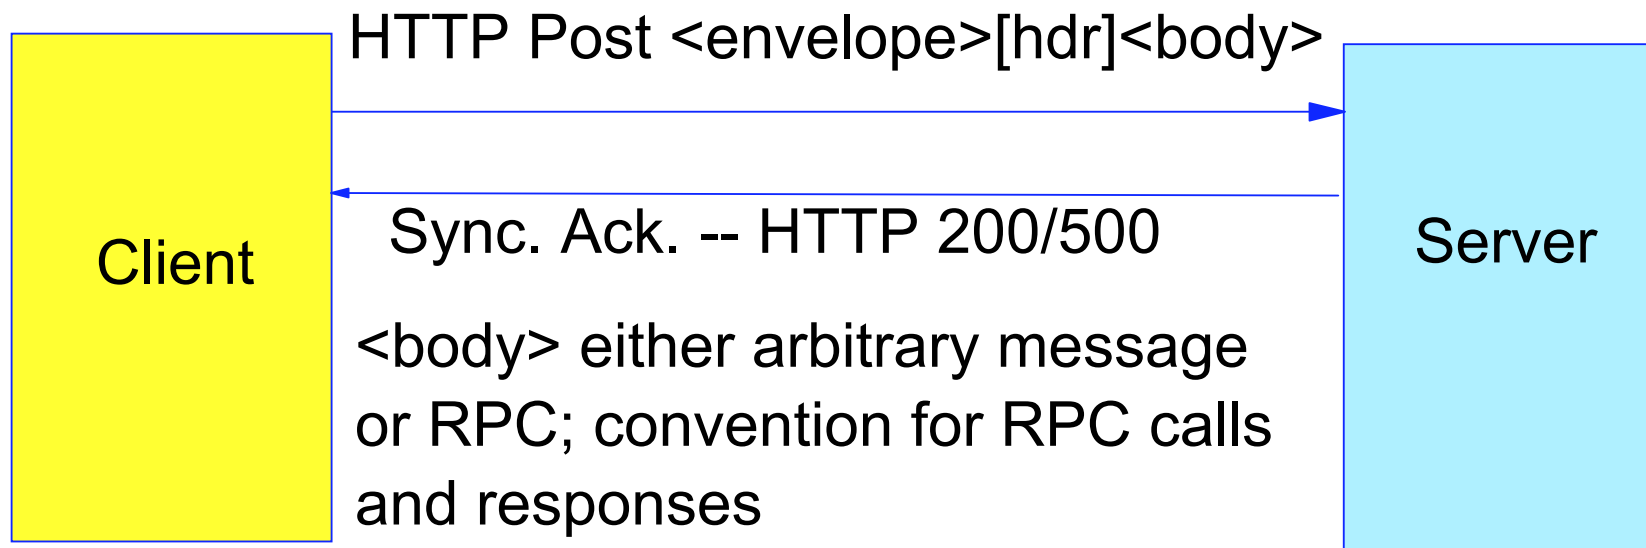 HTTP Post <envelope>[hdr]<body>
Client
Sync. Ack. -- HTTP 200/500
Server
<body> either arbitrary message
or RPC; convention for RPC calls
and responses